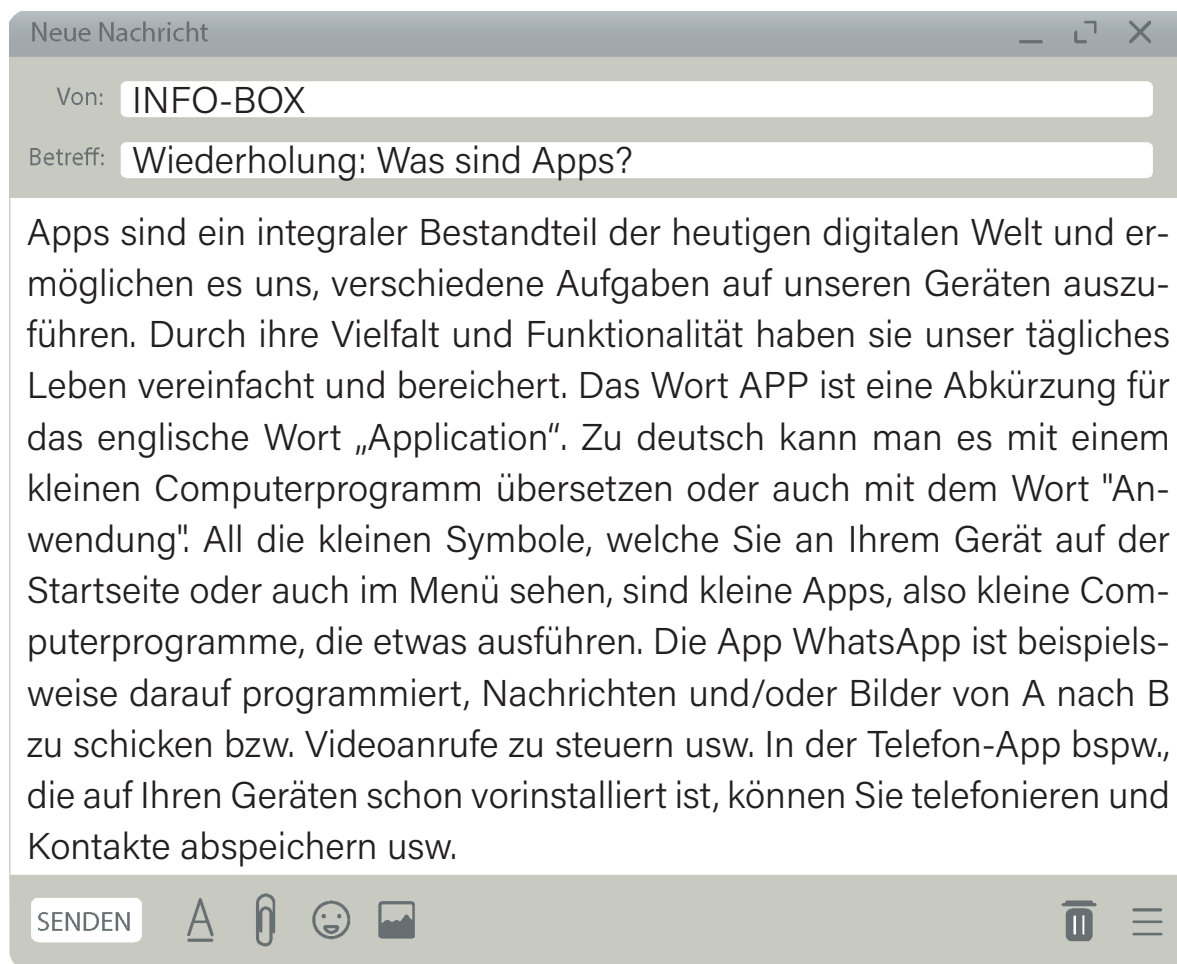 Neue Nachricht
Von: INFO-BOX
Betreff: Wiederholung: Was sind Apps?
Apps sind ein integraler Bestandteil der heutigen digitalen Welt und er-
möglichen es uns, verschiedene Aufgaben auf unseren Geräten auszu-
führen. Durch ihre Vielfalt und Funktionalität haben sie unser tägliches
Leben vereinfacht und bereichert. Das Wort APP ist eine Abkürzung für
das englische Wort „Application“. Zu deutsch kann man es mit einem
kleinen Computerprogramm übersetzen oder auch mit dem Wort "An-
wendung". All die kleinen Symbole, welche Sie an Ihrem Gerät auf der
Startseite oder auch im Menü sehen, sind kleine Apps, also kleine Com-
puterprogramme, die etwas ausführen. Die App WhatsApp ist beispiels-
weise darauf programmiert, Nachrichten und/oder Bilder von A nach B
zu schicken bzw. Videoanrufe zu steuern usw. In der Telefon-App bspw.,
die auf Ihren Geräten schon vorinstalliert ist, können Sie telefonieren und
Kontakte abspeichern usw.
SENDEN A